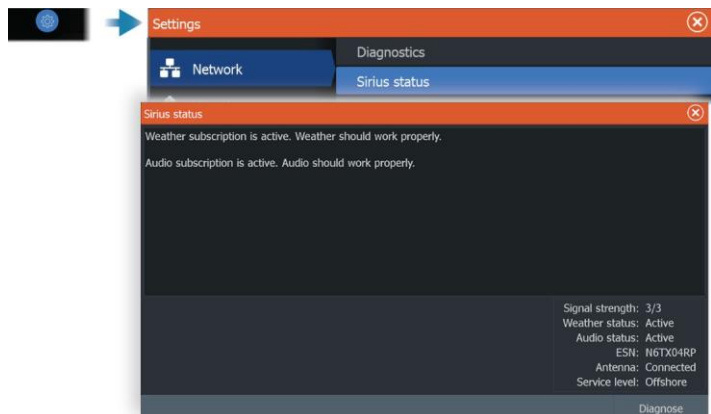 Settings
Diagnostics
Network
Sirius status
Sirius status
Weather subscription is active. Weather should work properly.
Audio subscription is active. Audio should work properly.
Signal strength: 3/3
Weather status: Active
Audio status: Active
ESN: N6TX04RP
Antenna: Connected
Service level: Offshore
Diagnose